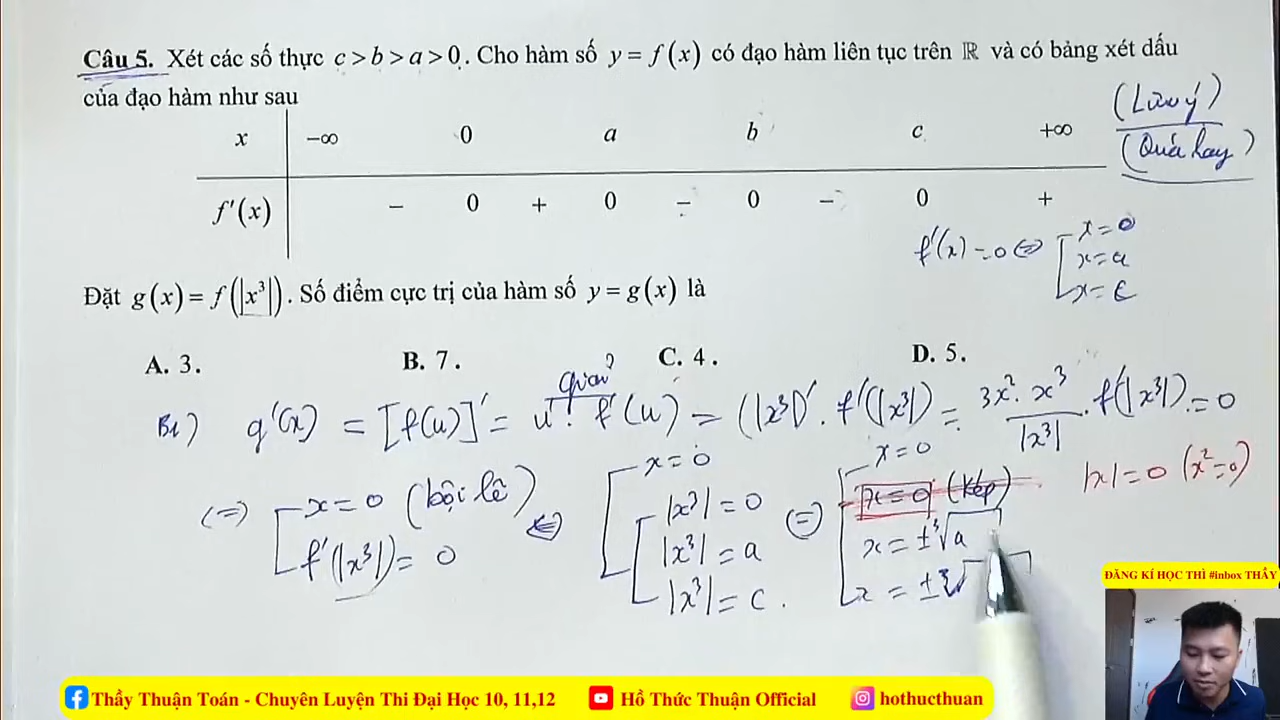 Câu 5. Xét các số thực c > b > a > 0. Cho hàm số y = f(x) có đạo hàm liên tục trên ℝ và có bảng xét dấu
của đạo hàm như sau
(Lưu ý)
(Quá hay)
x −∞ 0 a b c +∞
f'(x) − 0 + 0 − 0 − 0 +
f'(x) = 0 ⇔ [ x = 0
x = a
x = c
Đặt g(x) = f(|x³|). Số điểm cực trị của hàm số y = g(x) là
A. 3. B. 7. C. 4. D. 5.
g'(x) = [f(u)]' = u'. f'(u) = (|x³|)'. f'(|x³|) = 3x². x³ / |x³| . f'(|x³|) = 0
⇔ [ x = 0 (bội lẻ)
f'(|x³|) = 0
⇔ [ x = 0
|x³| = 0
|x³| = a
|x³| = c.
⇔ [ x = 0
x = 0 (kép)
x = ±³√a
x = ±³√
|x| = 0 (x² = 0)
ĐĂNG KÍ HỌC THÌ #inbox THẦY
Thầy Thuận Toán - Chuyên Luyện Thi Đại Học 10, 11,12 Hồ Thức Thuận Official hothucthuan